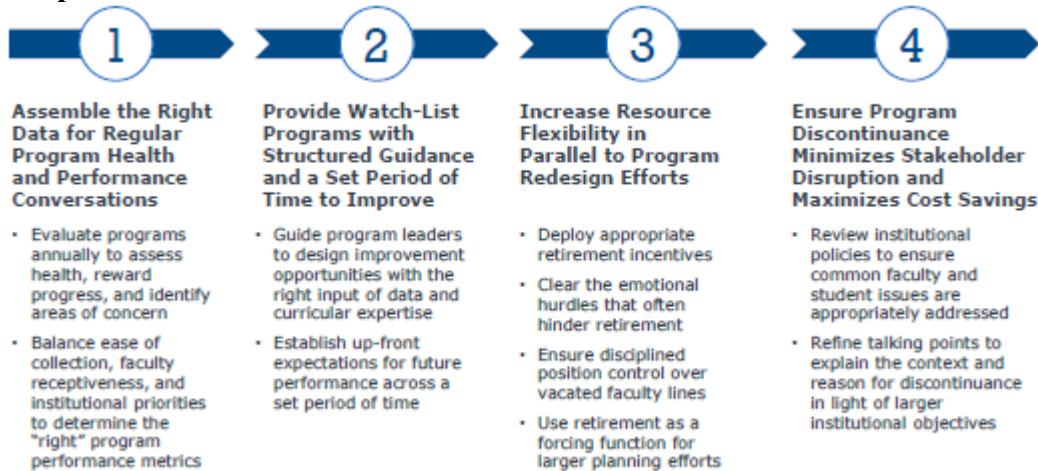 1
Assemble the Right
Data for Regular
Program Health
and Performance
Conversations
• Evaluate programs
annually to assess
health, reward
progress, and identify
areas of concern
• Balance ease of
collection, faculty
receptiveness, and
institutional priorities
to determine the
"right" program
performance metrics
2
Provide Watch-List
Programs with
Structured Guidance
and a Set Period of
Time to Improve
• Guide program leaders
to design improvement
opportunities with the
right input of data and
curricular expertise
• Establish up-front
expectations for future
performance across a
set period of time
3
Increase Resource
Flexibility in
Parallel to Program
Redesign Efforts
• Deploy appropriate
retirement incentives
• Clear the emotional
hurdles that often
hinder retirement
• Ensure disciplined
position control over
vacated faculty lines
• Use retirement as a
forcing function for
larger planning efforts
4
Ensure Program
Discontinuance
Minimizes Stakeholder
Disruption and
Maximizes Cost Savings
• Review institutional
policies to ensure
common faculty and
student issues are
appropriately addressed
• Refine talking points to
explain the context and
reason for discontinuance
in light of larger
institutional objectives